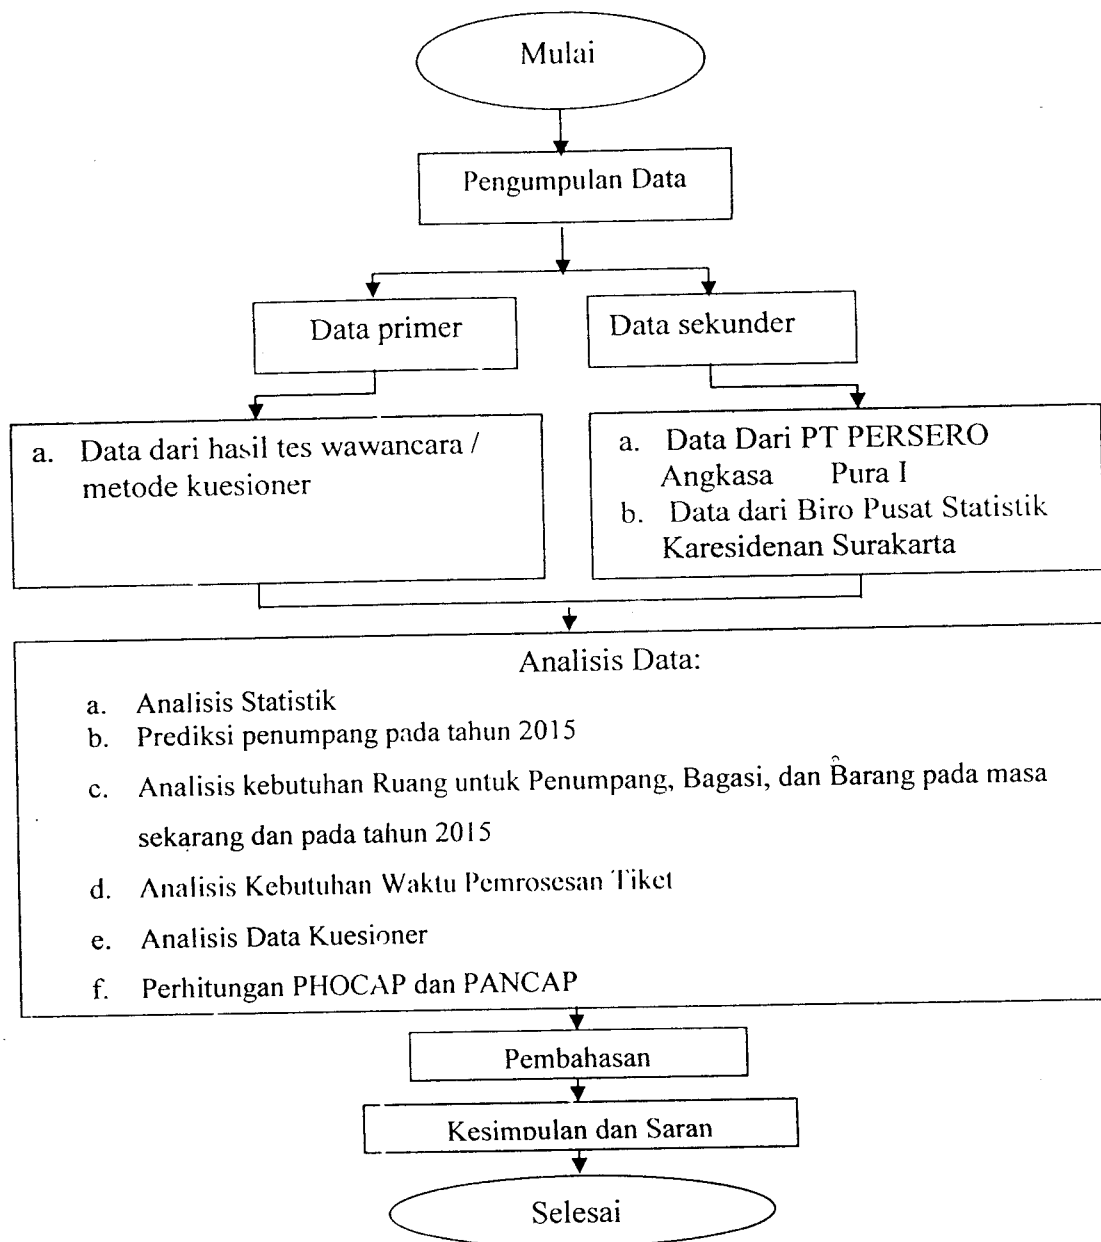 Mulai
Pengumpulan Data
Data primer
Data sekunder
a. Data dari hasil tes wawancara /
metode kuesioner
a. Data Dari PT PERSERO
Angkasa Pura I
b. Data dari Biro Pusat Statistik
Karesidenan Surakarta
Analisis Data:
a. Analisis Statistik
b. Prediksi penumpang pada tahun 2015
c. Analisis kebutuhan Ruang untuk Penumpang, Bagasi, dan Barang pada masa
sekarang dan pada tahun 2015
d. Analisis Kebutuhan Waktu Pemrosesan Tiket
e. Analisis Data Kuesioner
f. Perhitungan PHOCAP dan PANCAP
Pembahasan
Kesimpulan dan Saran
Selesai